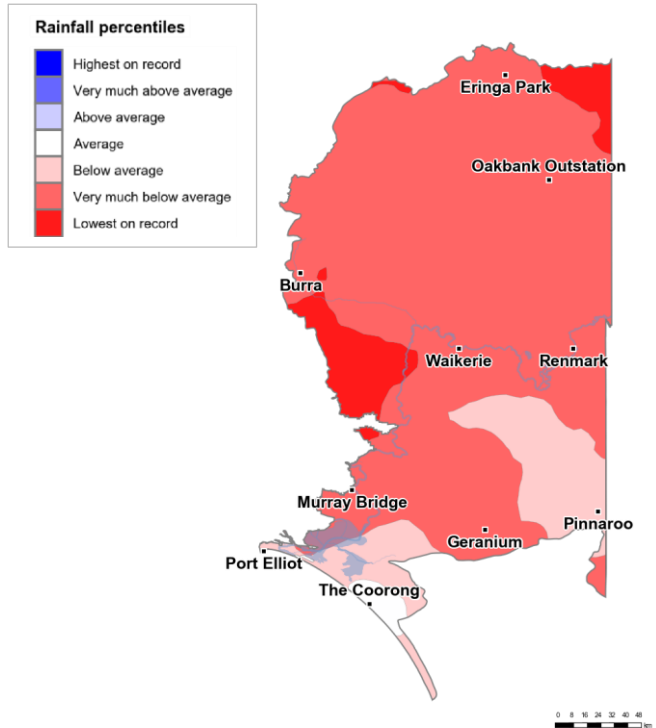 Rainfall percentiles
Highest on record
Very much above average
Above average
Average
Below average
Very much below average
Lowest on record
Eringa Park
Oakbank Outstation
Burra
Waikerie
Renmark
Murray Bridge
Pinnaroo
Geranium
Port Elliot
The Coorong
0 8 16 24 32 40 48
km